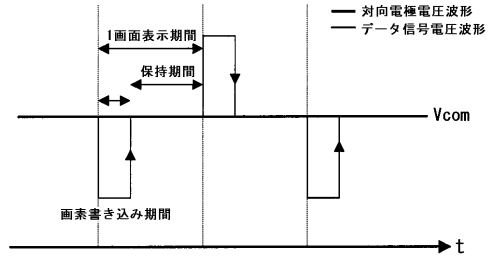 対向電極電圧波形
データ信号電圧波形
1画面表示期間
保持期間
Vcom
画素書き込み期間
t